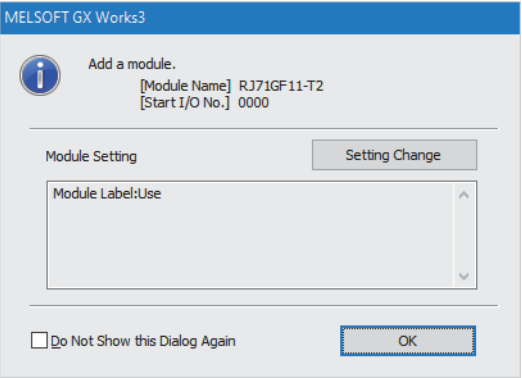 MELSOFT GX Works3
Add a module.
[Module Name] RJ71GF11-T2
[Start I/O No.] 0000
Module Setting
Setting Change
Module Label:Use
Do Not Show this Dialog Again
OK